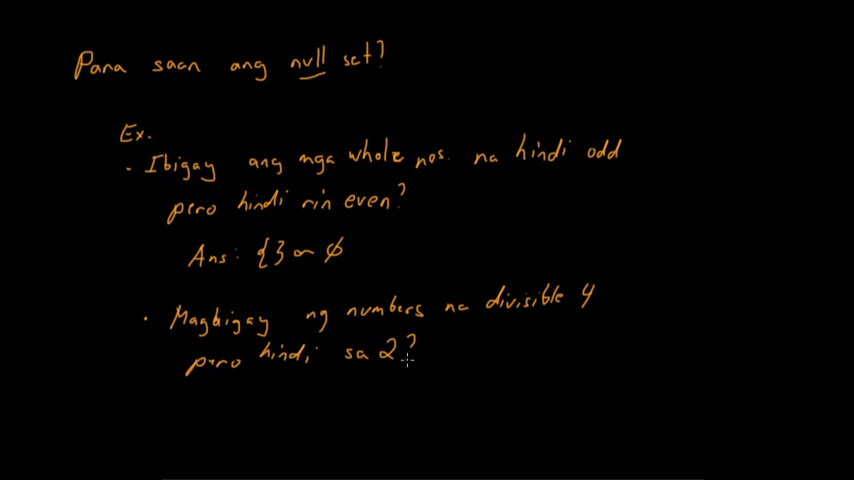 Para saan ang null set?
Ex.
• Ibigay ang mga whole nos. na hindi odd
pero hindi rin even?
Ans: {} or ∅
• Magbigay ng numbers na divisible 4
pero hindi sa 2?